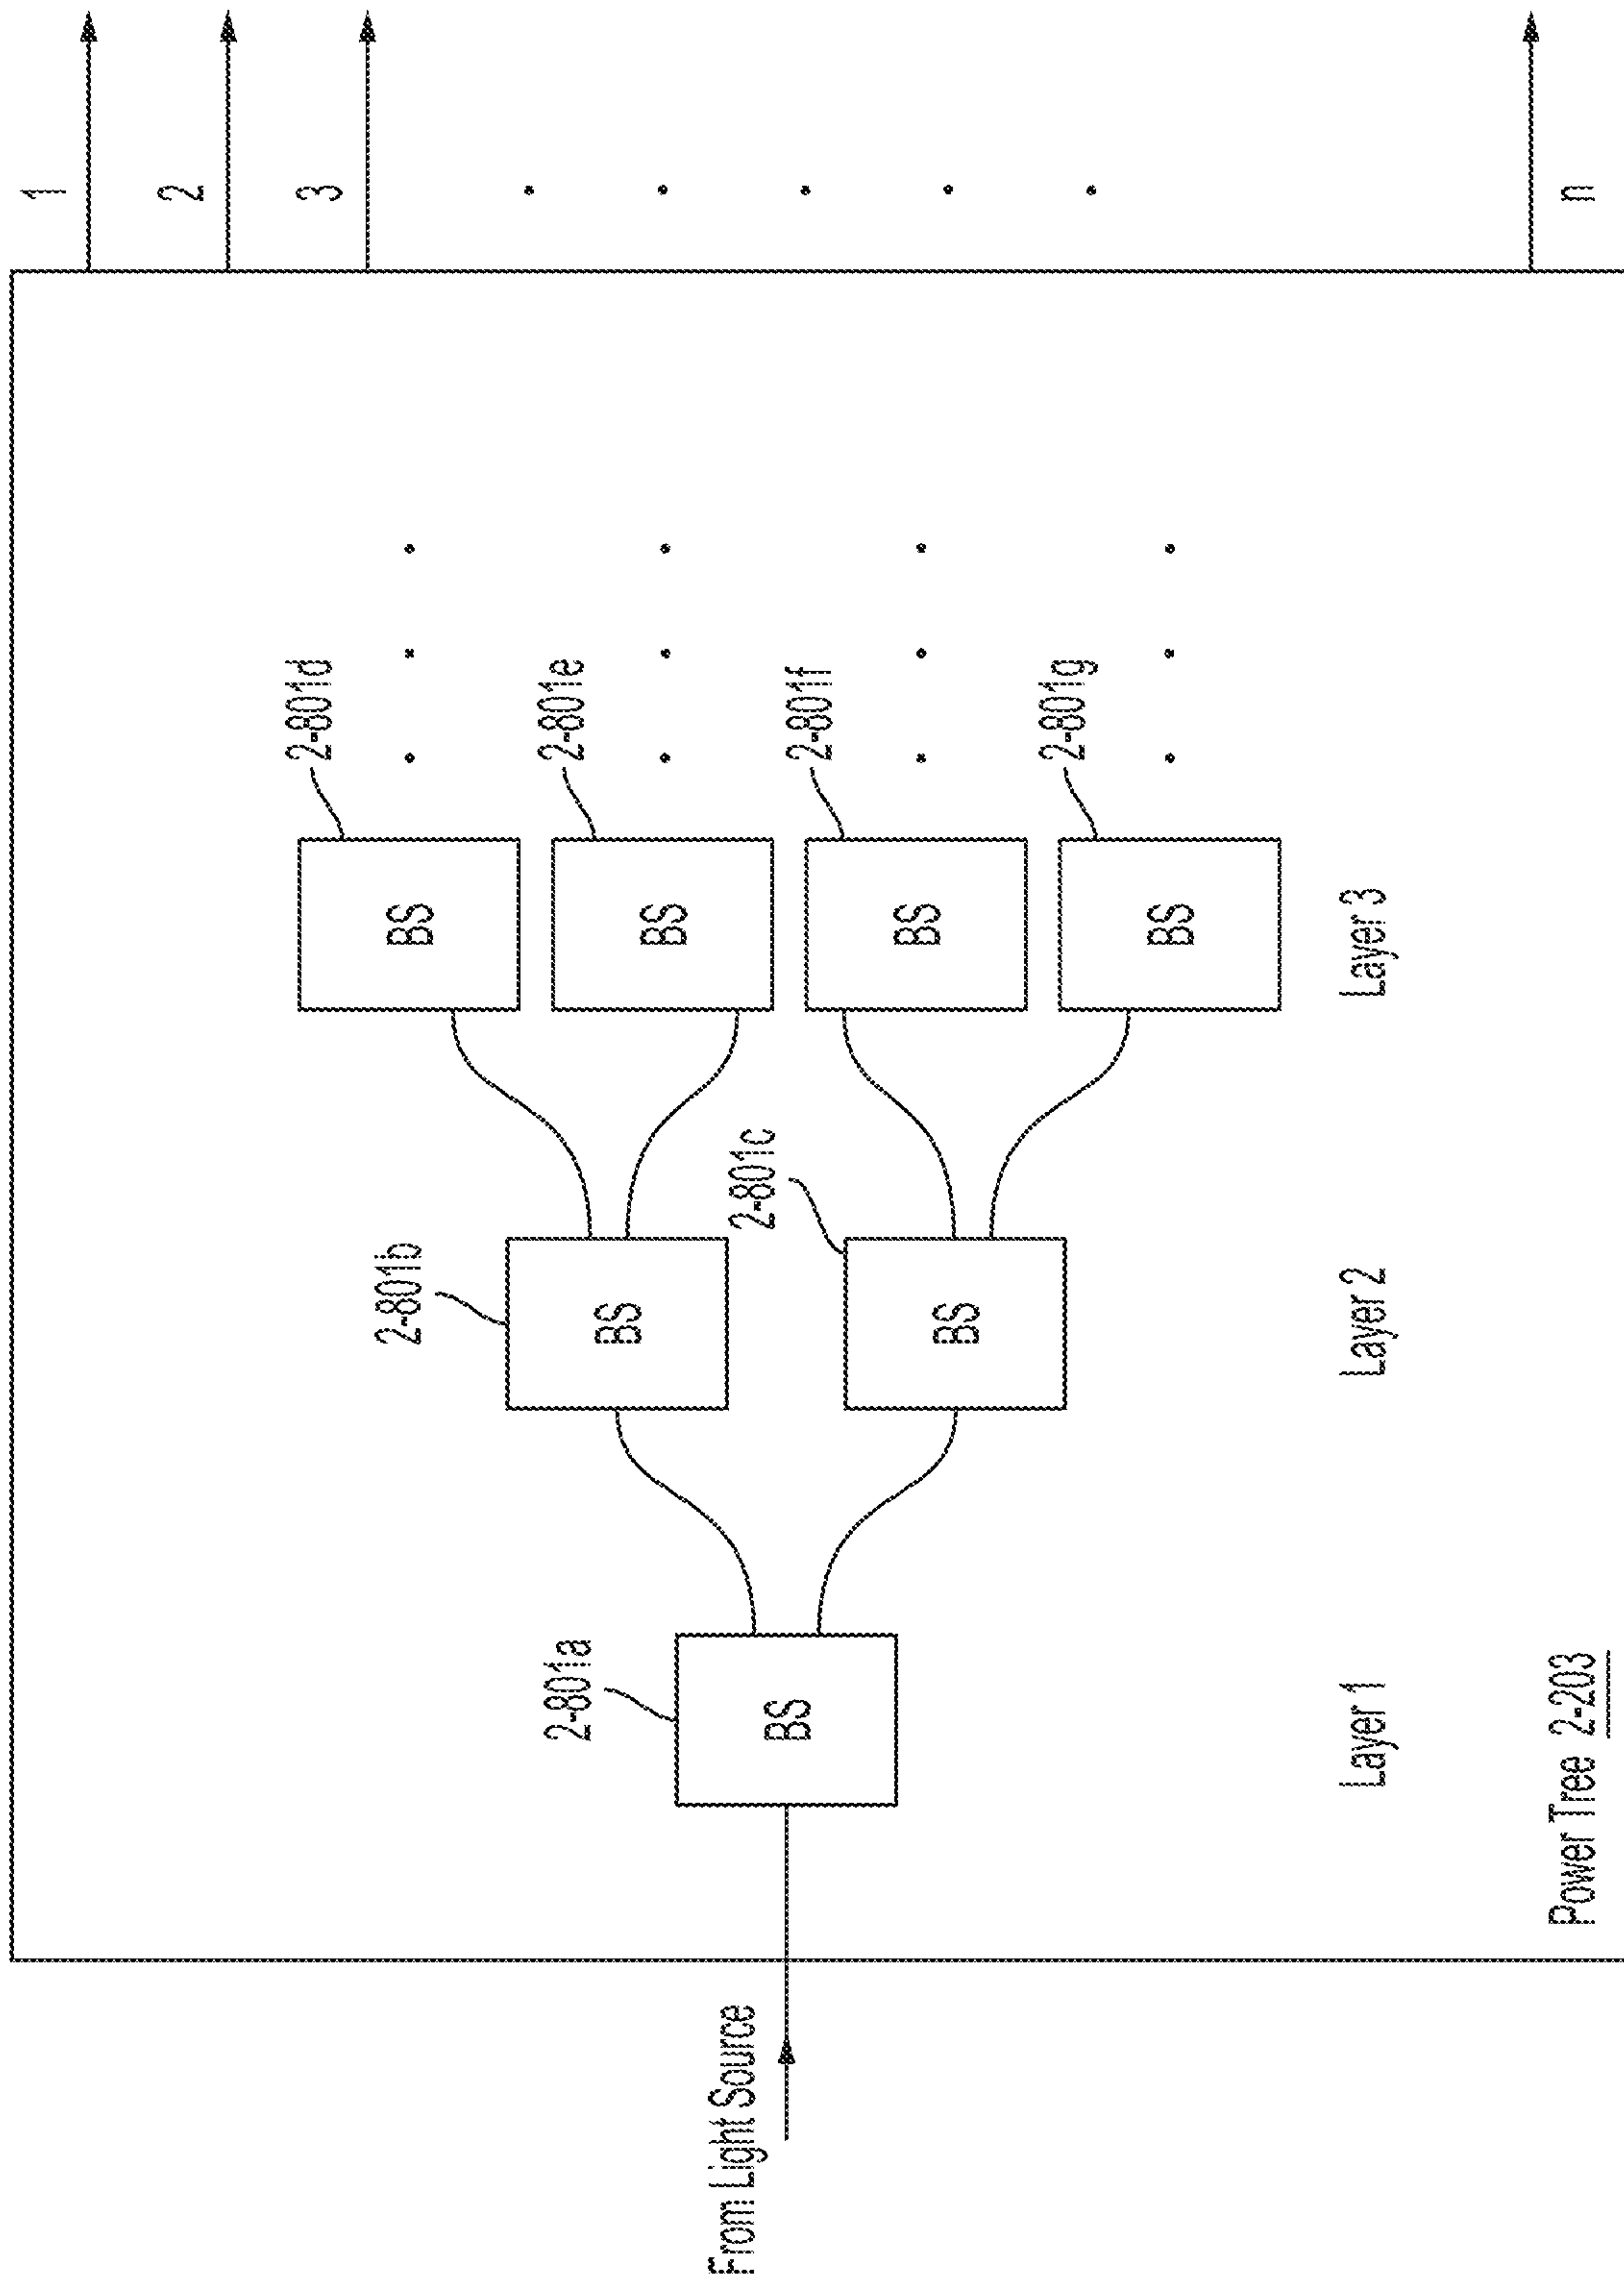 1
2
3
n
2-801d
2-801e
2-801f
2-801g
BS
BS
BS
BS
2-801b
2-801c
BS
BS
2-801a
BS
From Light Source
Layer 1
Layer 2
Layer 3
Power Tree 2-203